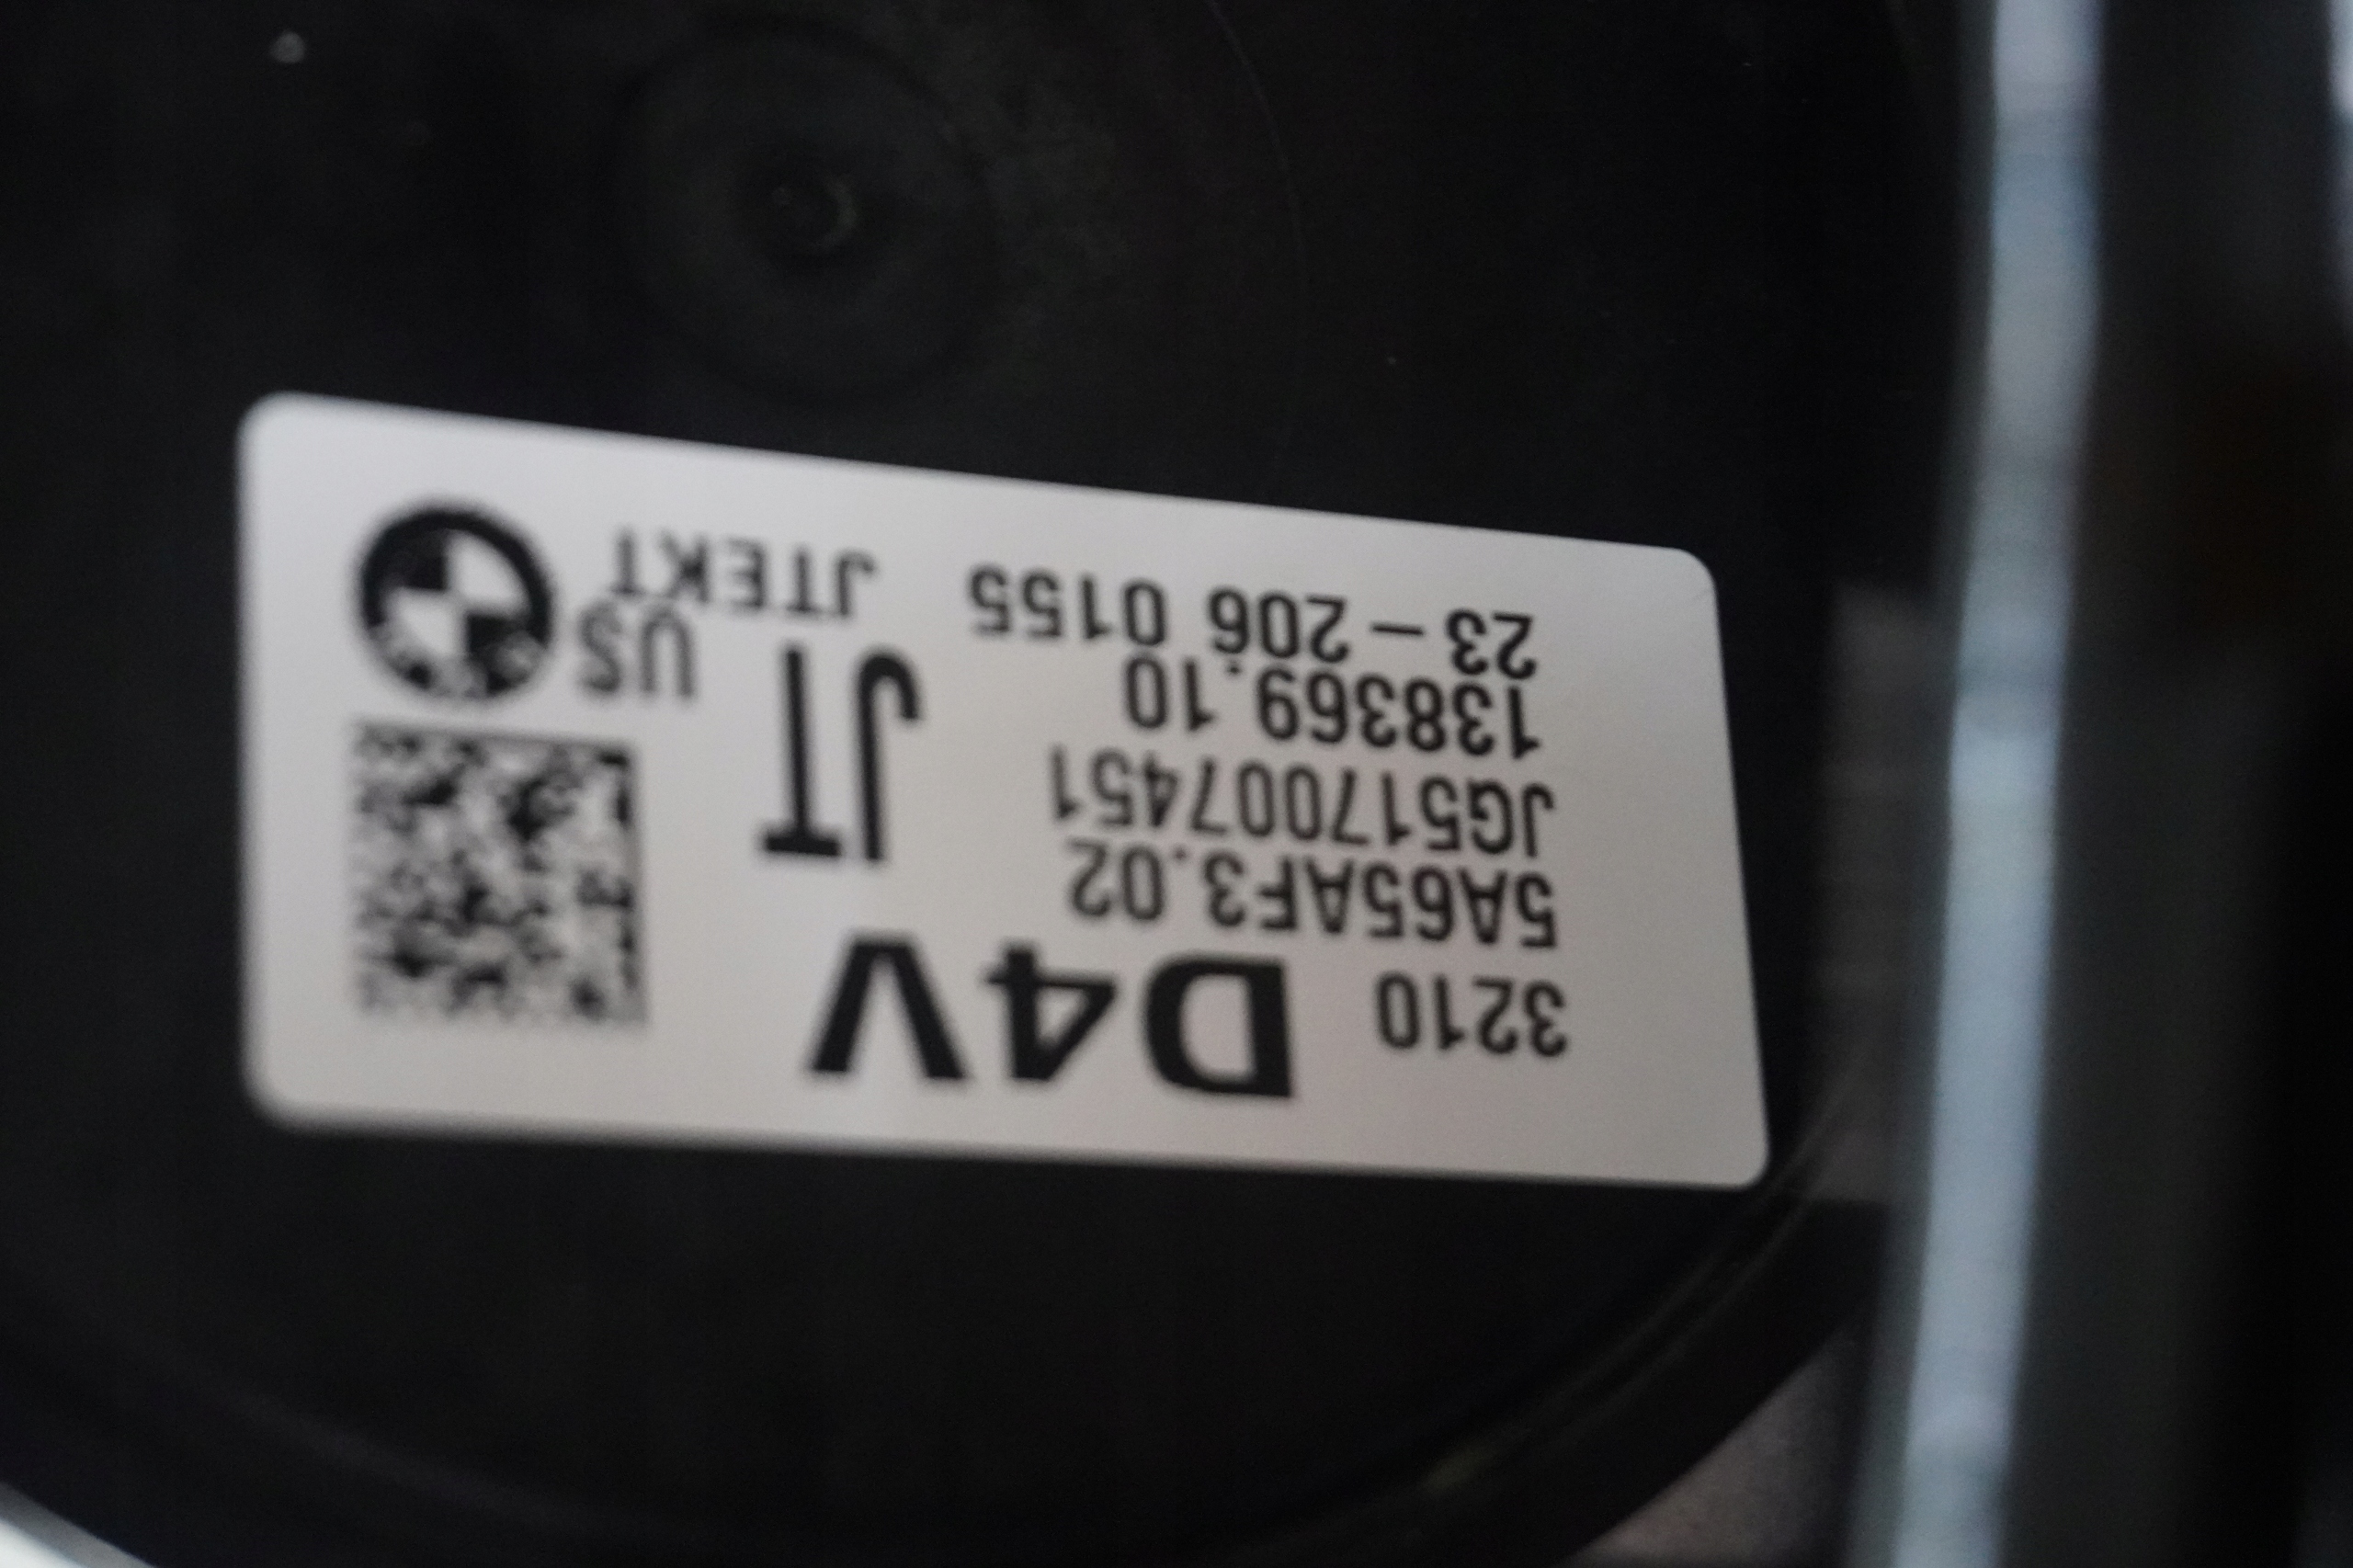 3210 D4V
5A65AF3.02
JG517007451
138369.10
23 – 206 0155
JT
US
JTEKT